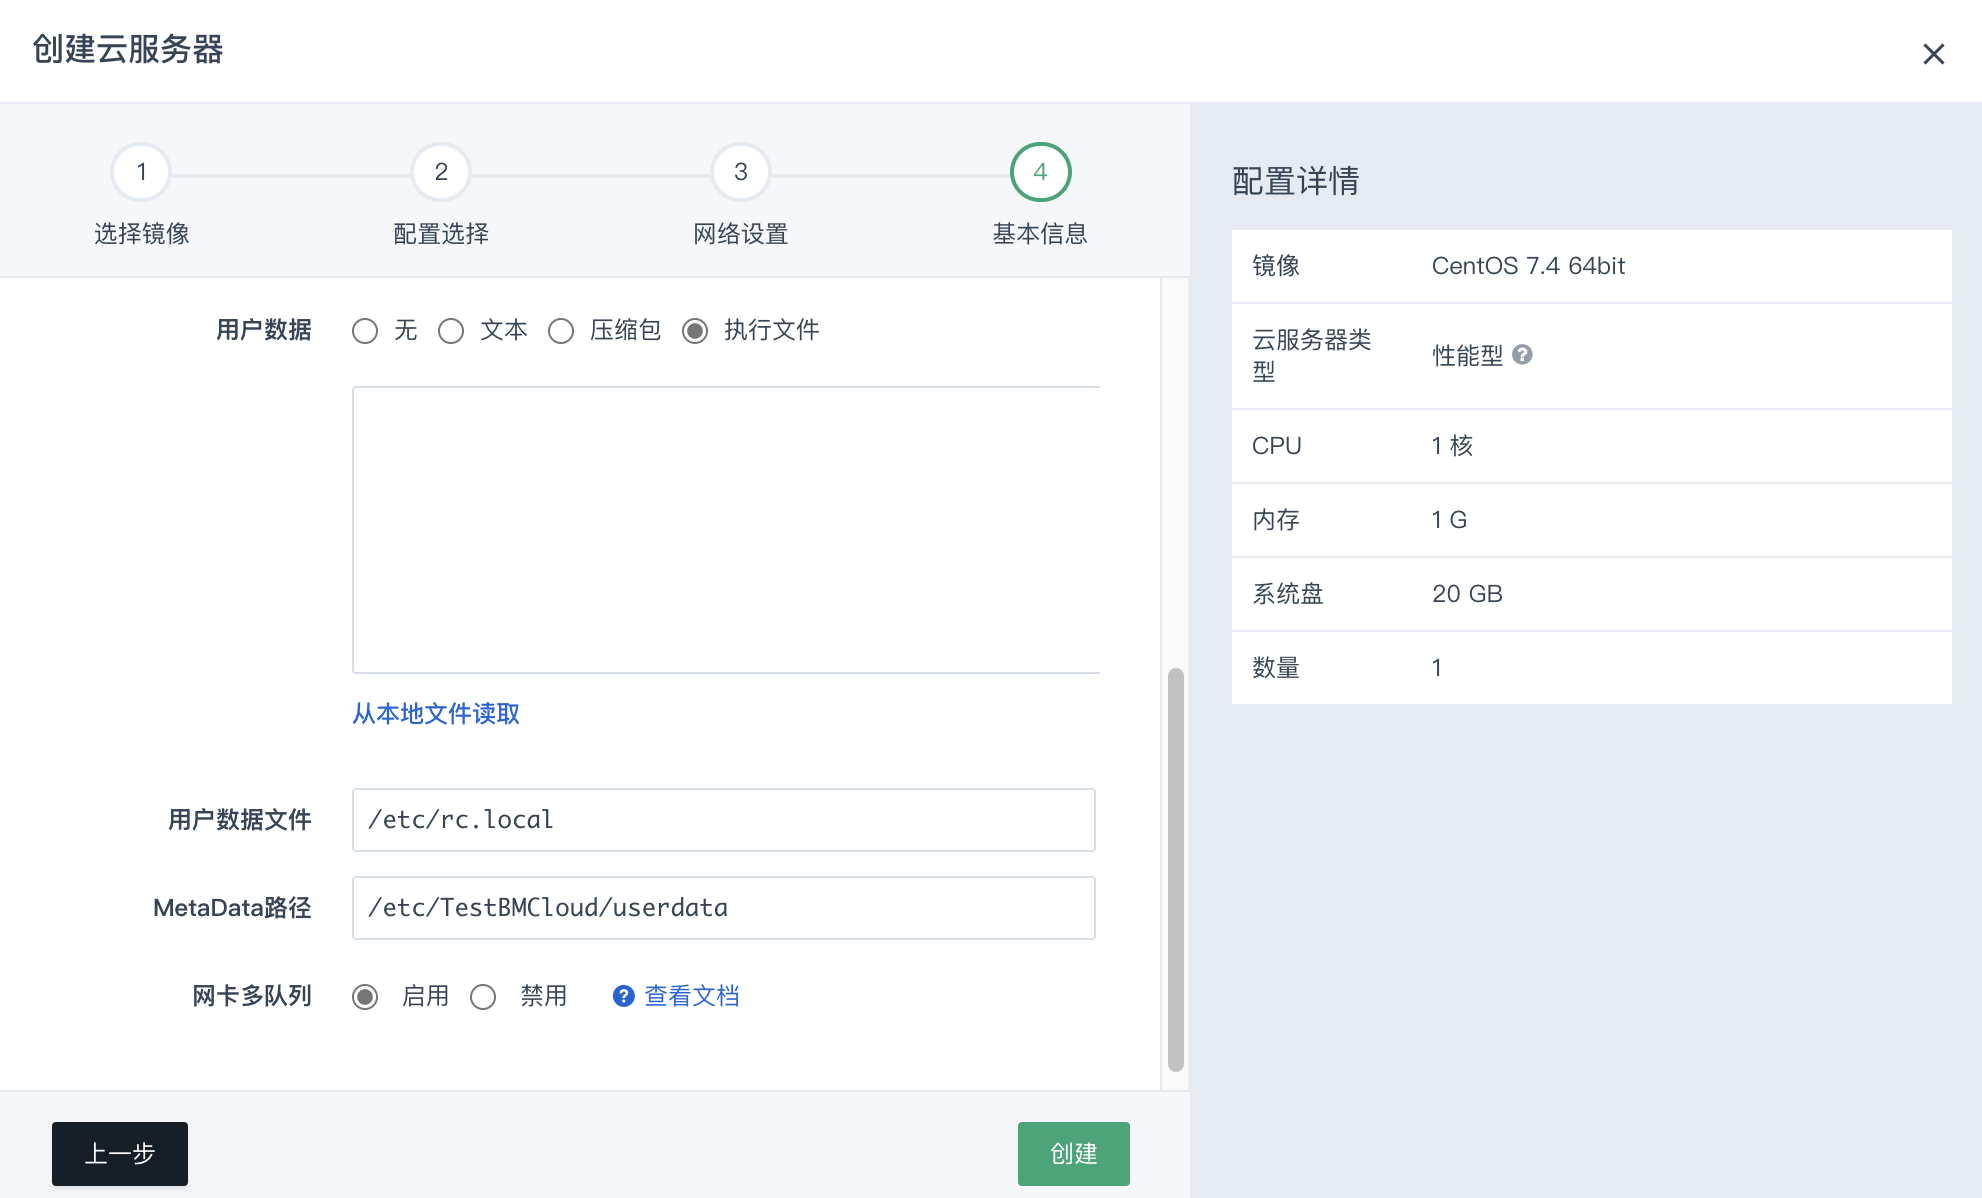 创建云服务器
1
2
3
4
选择镜像
配置选择
网络设置
基本信息
用户数据
无
文本
压缩包
执行文件
从本地文件读取
用户数据文件
/etc/rc.local
MetaData路径
/etc/TestBMCloud/userdata
网卡多队列
启用
禁用
? 查看文档
上一步
创建
配置详情
镜像
CentOS 7.4 64bit
云服务器类
型
性能型 ?
CPU
1 核
内存
1 G
系统盘
20 GB
数量
1